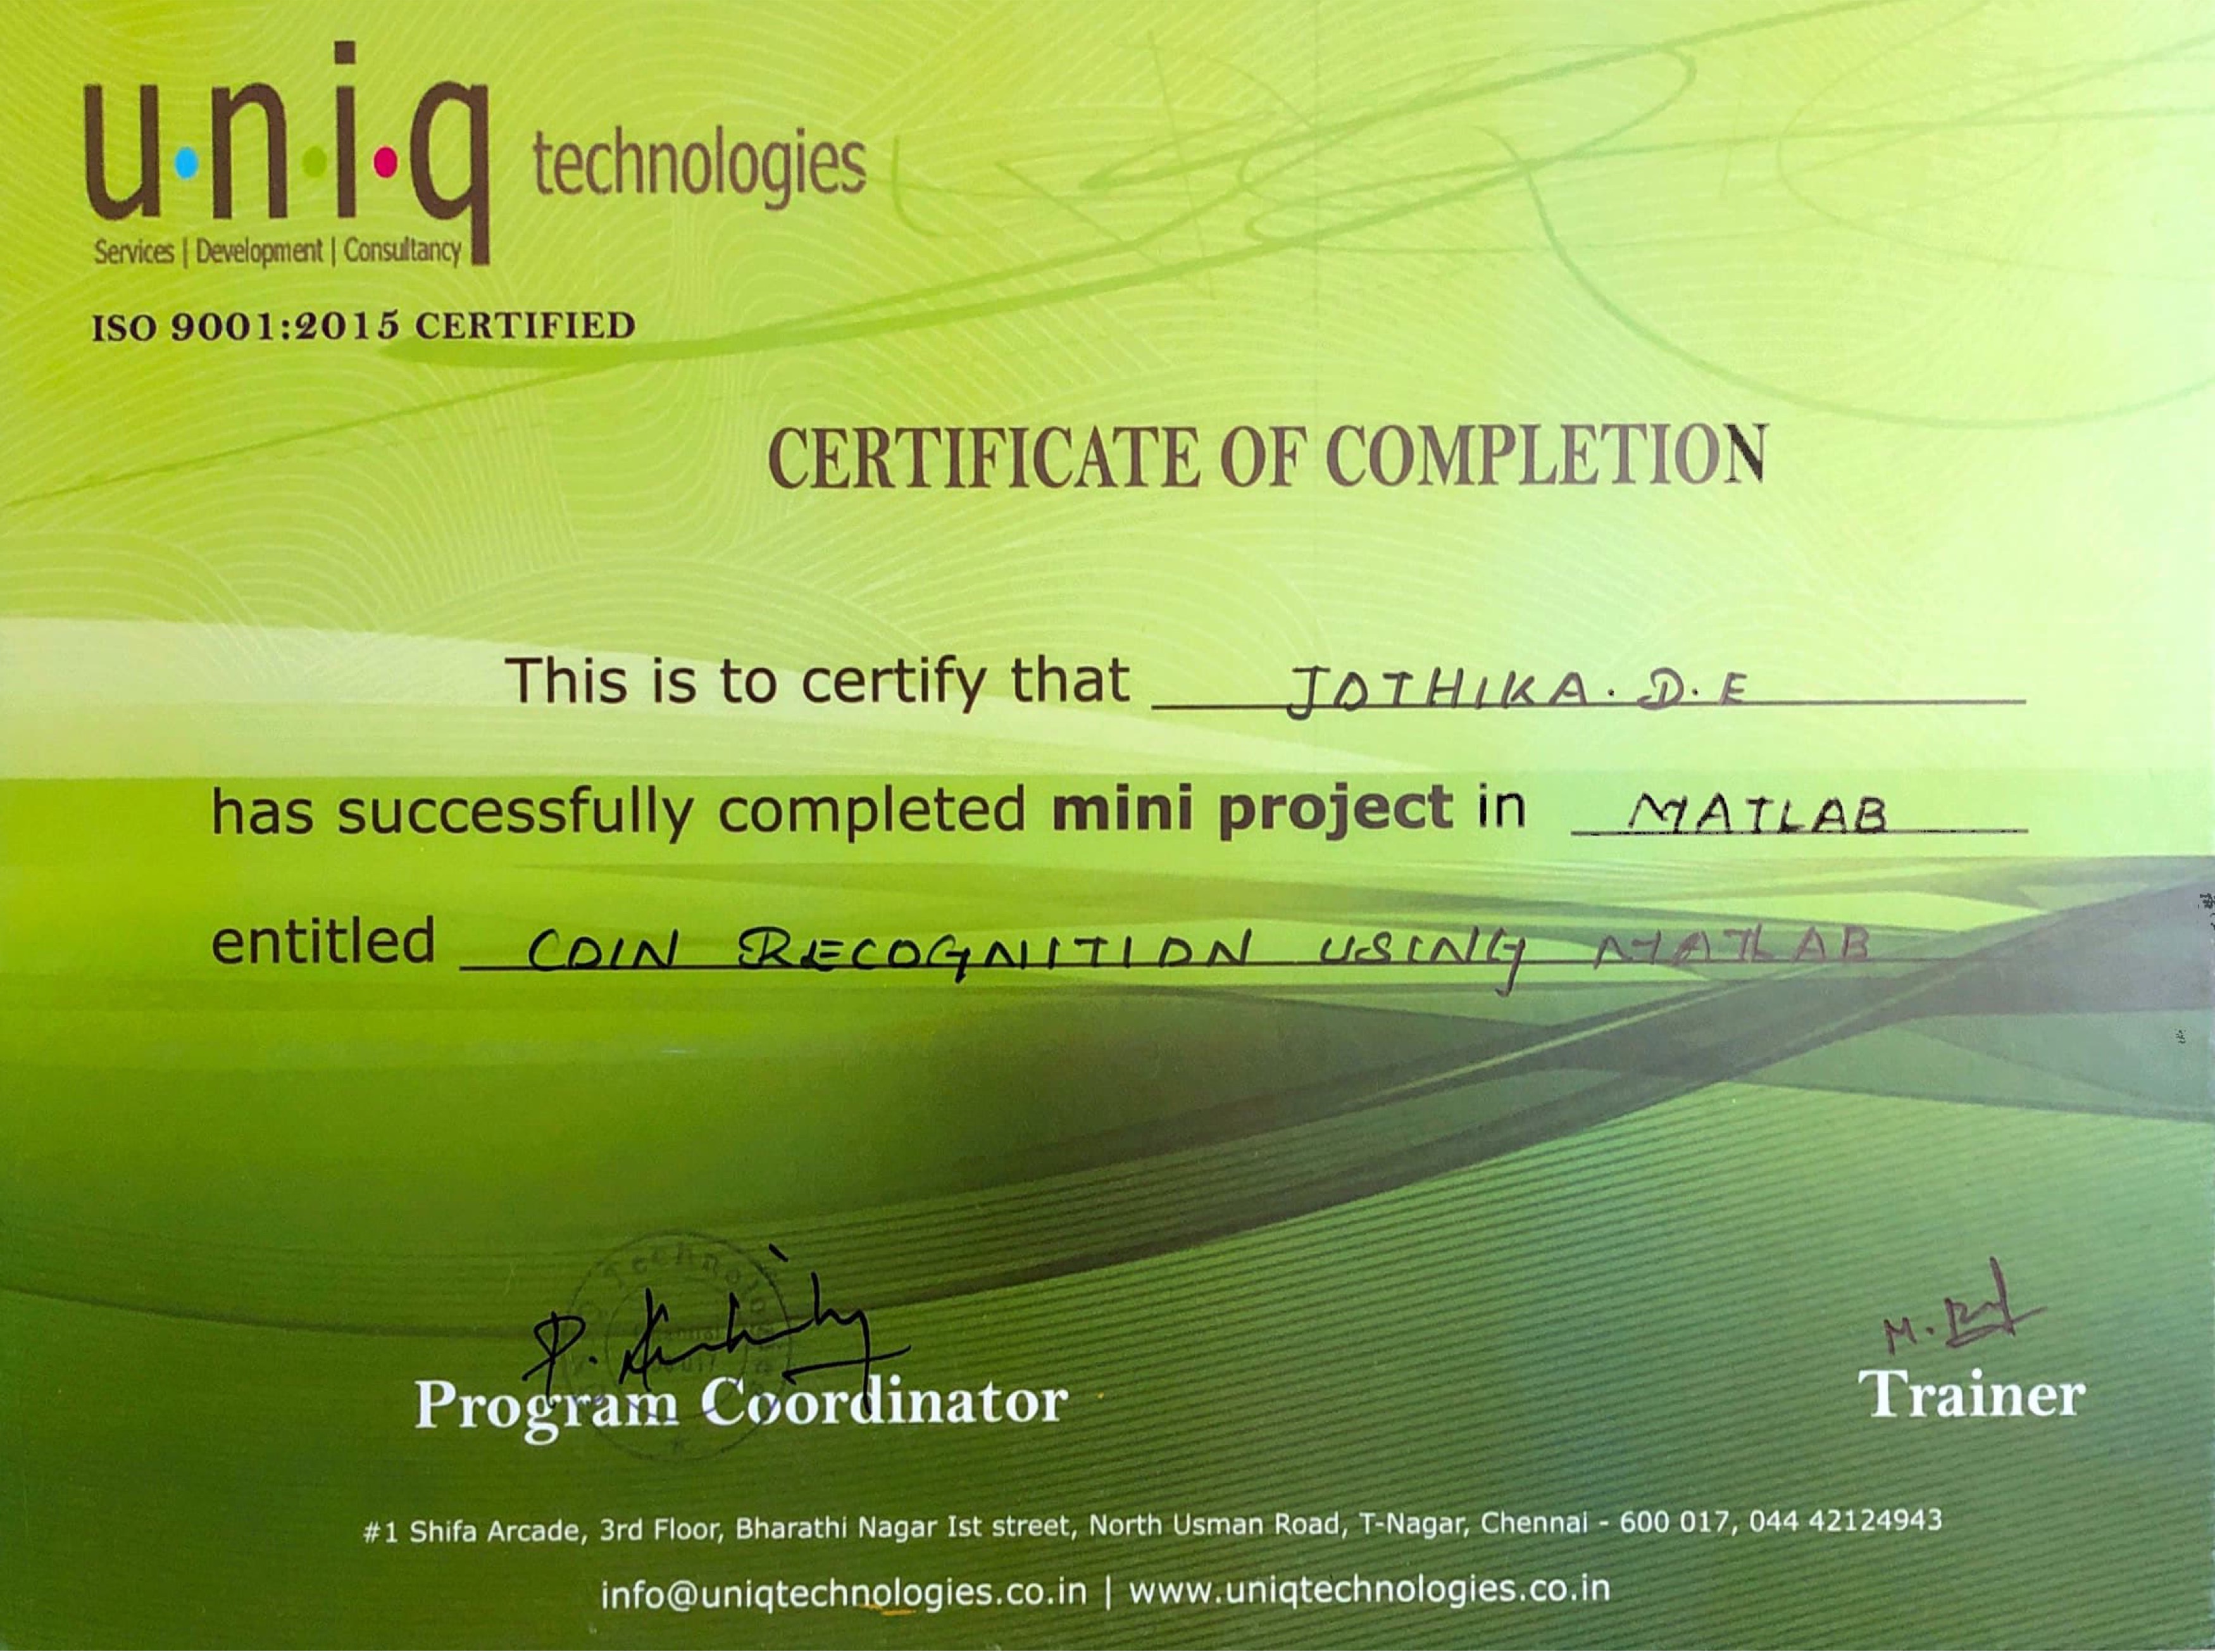 u·n·i·q technologies
Services | Development | Consultancy
ISO 9001:2015 CERTIFIED
CERTIFICATE OF COMPLETION
This is to certify that JOTHIKA. D. E
has successfully completed mini project in MATLAB
entitled COIN RECOGNITION USING MATLAB
Technolo
P.
M.
Program Coordinator
Trainer
#1 Shifa Arcade, 3rd Floor, Bharathi Nagar Ist street, North Usman Road, T-Nagar, Chennai - 600 017, 044 42124943
info@uniqtechnologies.co.in | www.uniqtechnologies.co.in